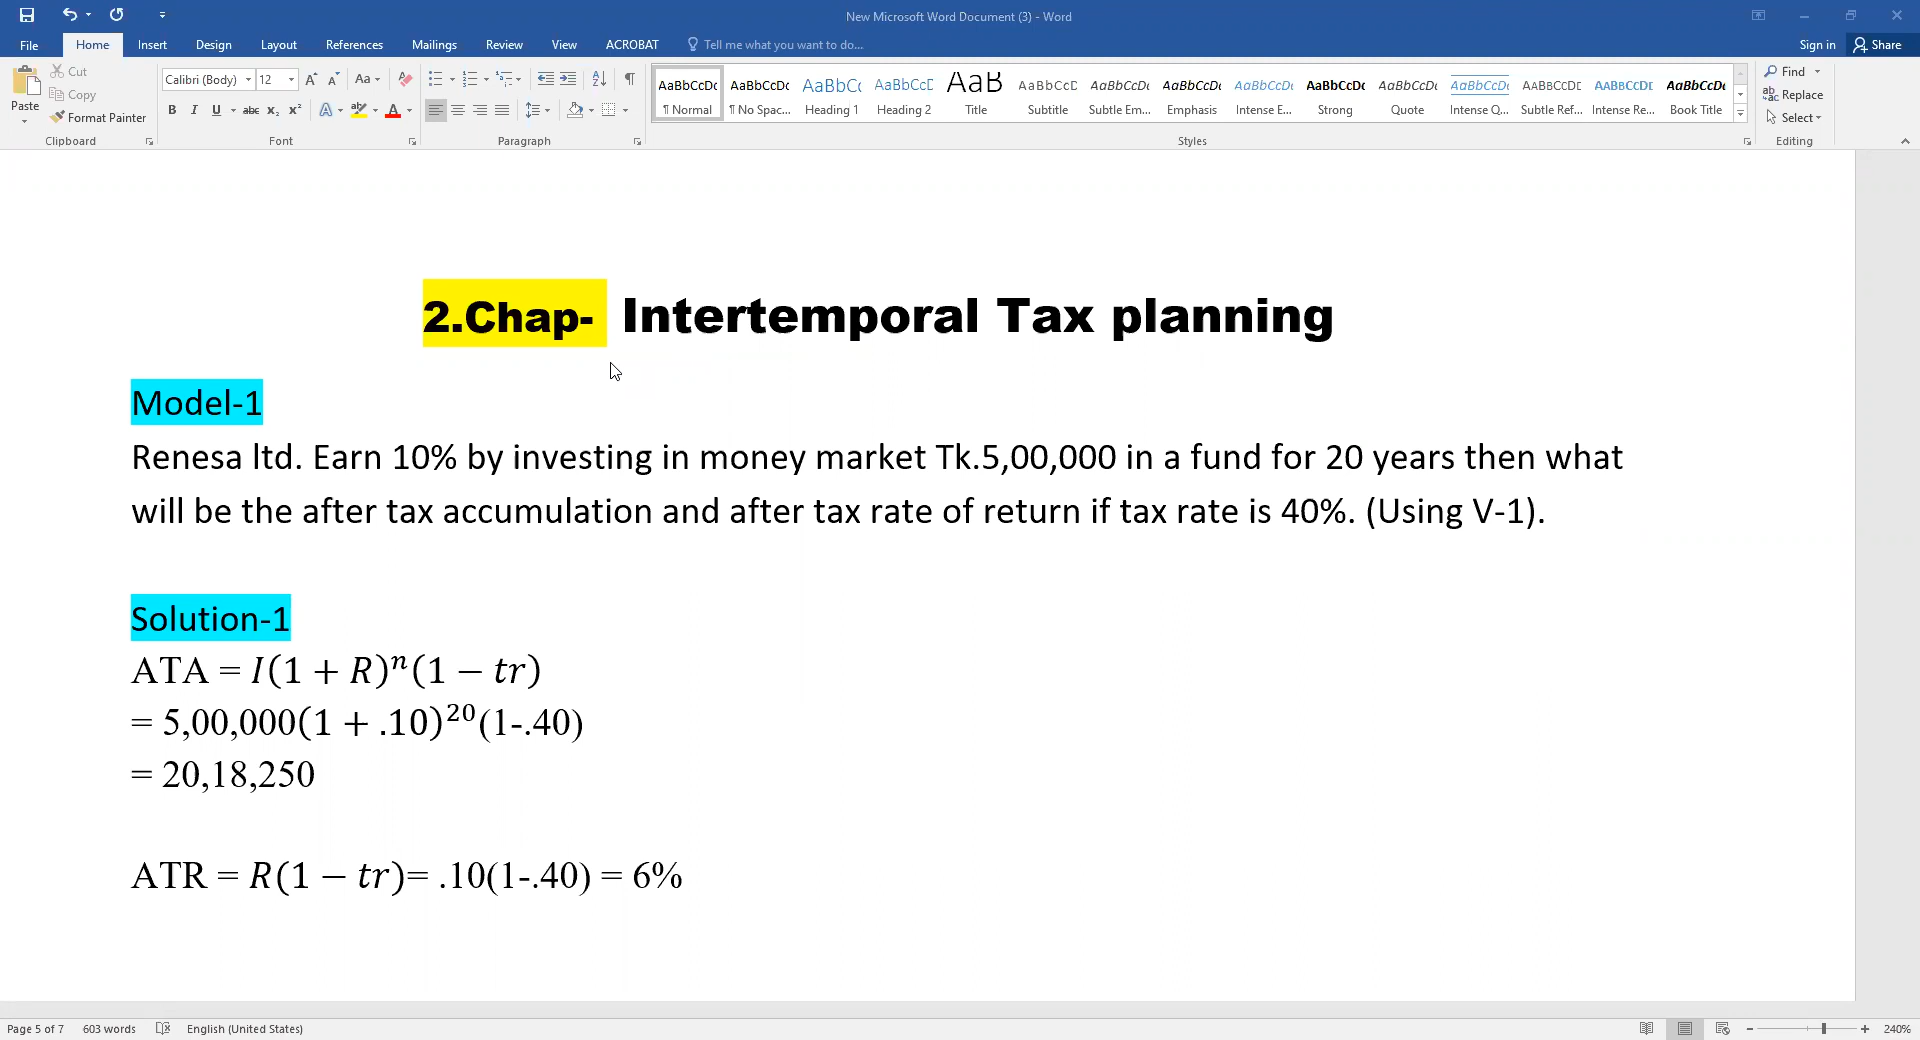 New Microsoft Word Document (3) - Word
File Home Insert Design Layout References Mailings Review View ACROBAT Tell me what you want to do... Sign in Share
Paste
Cut
Copy
Format Painter
Clipboard
Calibri (Body) 12
Font
Paragraph
AaBbCcDc AaBbCcDc AaBbCc AaBbCcD AaB AaBbCcD AaBbCcDc AaBbCcDc AaBbCcDc AaBbCcDc AaBbCcDc AaBbCcDc AABBCCDE AABBCCDE AaBbCcDc
¶ Normal ¶ No Spac... Heading 1 Heading 2 Title Subtitle Subtle Em... Emphasis Intense E... Strong Quote Intense Q... Subtle Ref... Intense Re... Book Title
Styles
Find
Replace
Select
Editing
2.Chap- Intertemporal Tax planning
Model-1
Renesa ltd. Earn 10% by investing in money market Tk.5,00,000 in a fund for 20 years then what
will be the after tax accumulation and after tax rate of return if tax rate is 40%. (Using V-1).
Solution-1
ATA = I(1 + R)ⁿ(1 − tr)
= 5,00,000(1 + .10)²⁰(1-.40)
= 20,18,250
ATR = R(1 − tr)= .10(1-.40) = 6%
Page 5 of 7 603 words English (United States) 240%